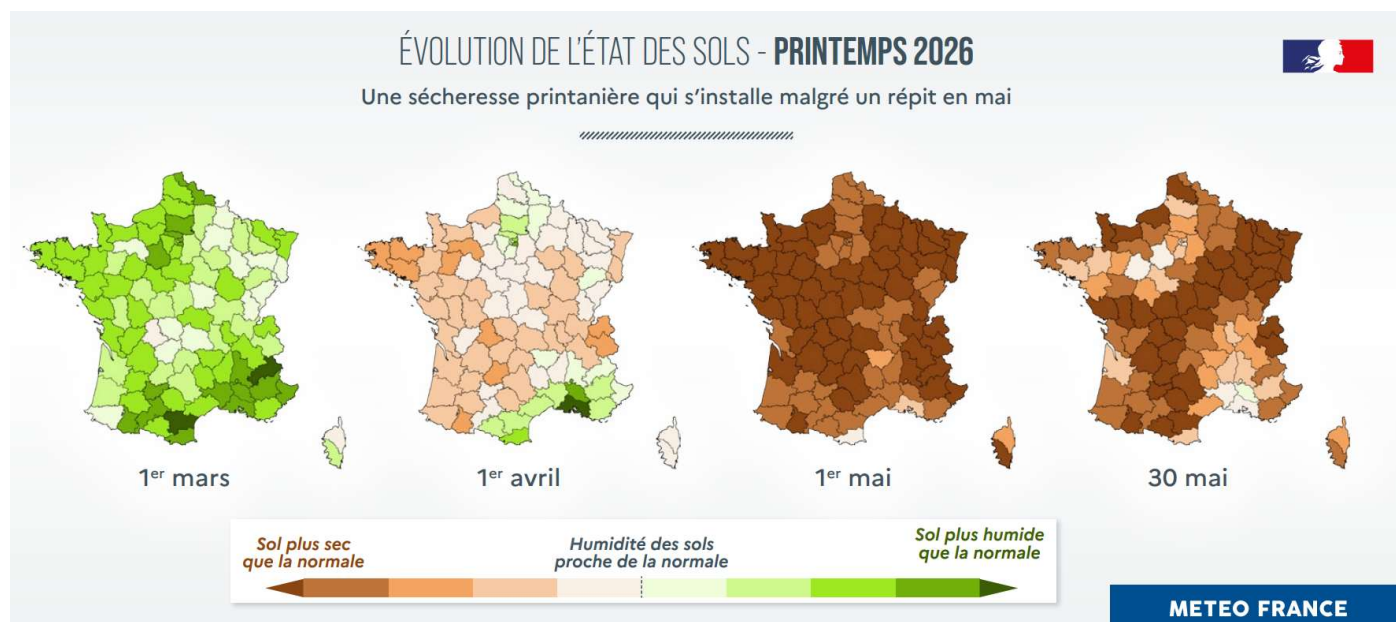 ÉVOLUTION DE L'ÉTAT DES SOLS - PRINTEMPS 2026
Une sécheresse printanière qui s'installe malgré un répit en mai
1er mars
1er avril
1er mai
30 mai
Sol plus sec
que la normale
Humidité des sols
proche de la normale
Sol plus humide
que la normale
METEO FRANCE